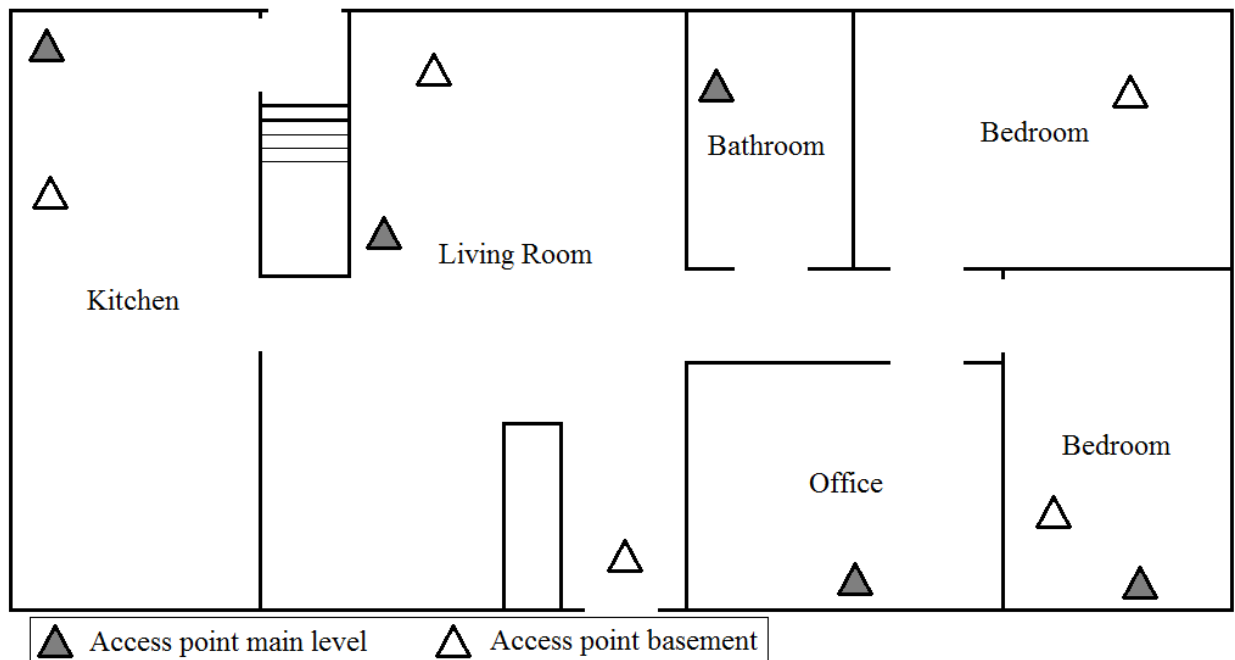 Bathroom
Bedroom
Living Room
Kitchen
Bedroom
Office
Access point main level
Access point basement